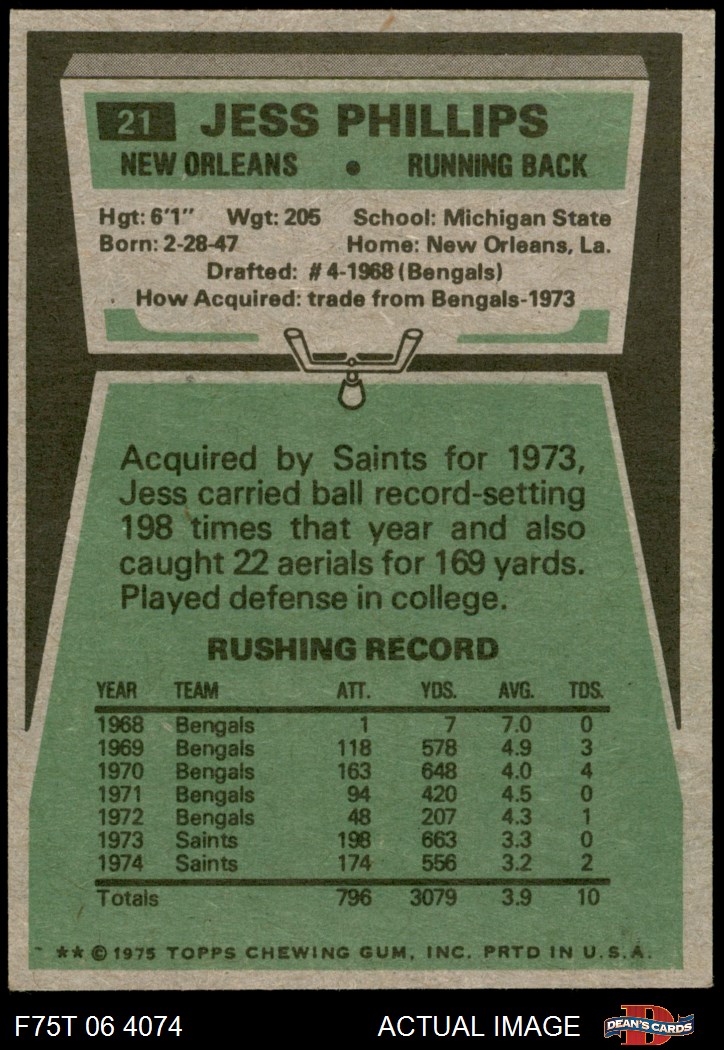 21 JESS PHILLIPS
NEW ORLEANS • RUNNING BACK
Hgt: 6'1" Wgt: 205 School: Michigan State
Born: 2-28-47 Home: New Orleans, La.
Drafted: #4-1968 (Bengals)
How Acquired: trade from Bengals-1973
Acquired by Saints for 1973,
Jess carried ball record-setting
198 times that year and also
caught 22 aerials for 169 yards.
Played defense in college.
RUSHING RECORD
YEAR TEAM ATT. YDS. AVG. TDS.
1968 Bengals 1 7 7.0 0
1969 Bengals 118 578 4.9 3
1970 Bengals 163 648 4.0 4
1971 Bengals 94 420 4.5 0
1972 Bengals 48 207 4.3 1
1973 Saints 198 663 3.3 0
1974 Saints 174 556 3.2 2
Totals 796 3079 3.9 10
** © 1975 TOPPS CHEWING GUM, INC. PRTD IN U.S.A.
F75T 06 4074 ACTUAL IMAGE D DEAN'S CARDS